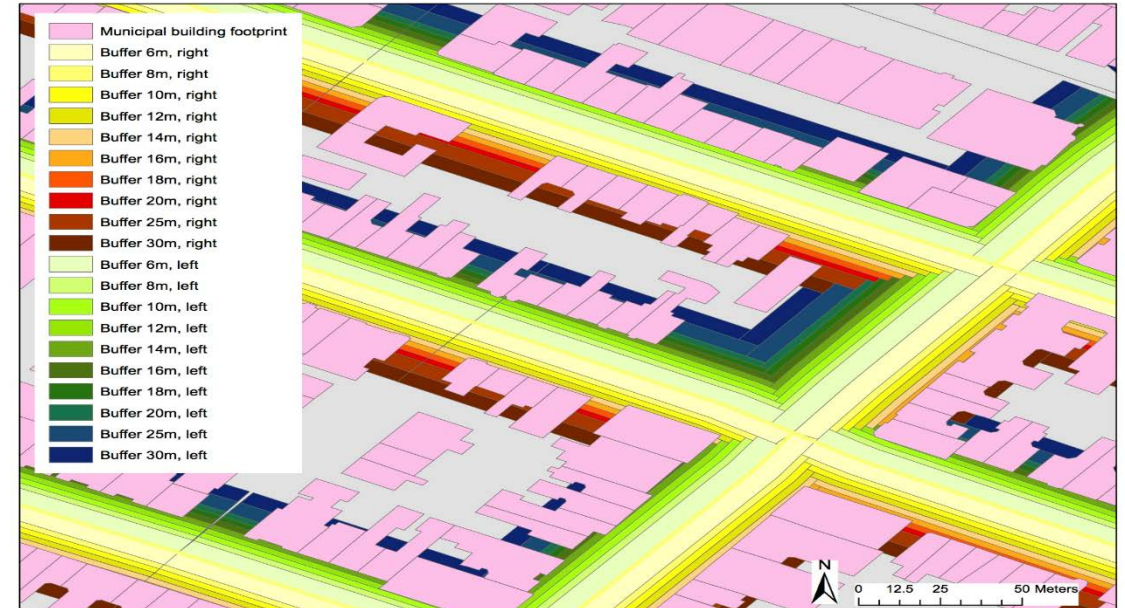 Municipal building footprint
Buffer 6m, right
Buffer 8m, right
Buffer 10m, right
Buffer 12m, right
Buffer 14m, right
Buffer 16m, right
Buffer 18m, right
Buffer 20m, right
Buffer 25m, right
Buffer 30m, right
Buffer 6m, left
Buffer 8m, left
Buffer 10m, left
Buffer 12m, left
Buffer 14m, left
Buffer 16m, left
Buffer 18m, left
Buffer 20m, left
Buffer 25m, left
Buffer 30m, left
N
0 12.5 25 50 Meters